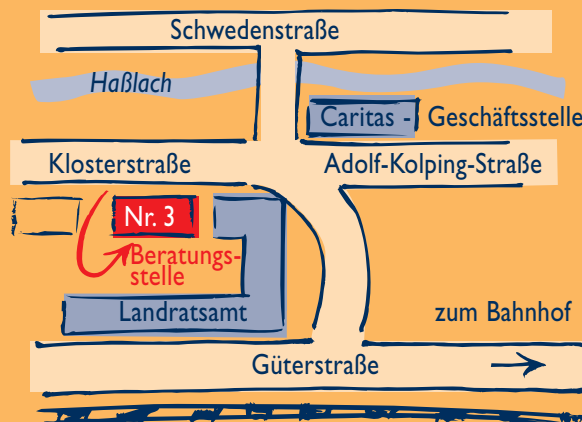 Schwedenstraße
Haßlach
Caritas - Geschäftsstelle
Klosterstraße
Adolf-Kolping-Straße
Nr. 3
Beratungs-
stelle
Landratsamt
zum Bahnhof
Güterstraße